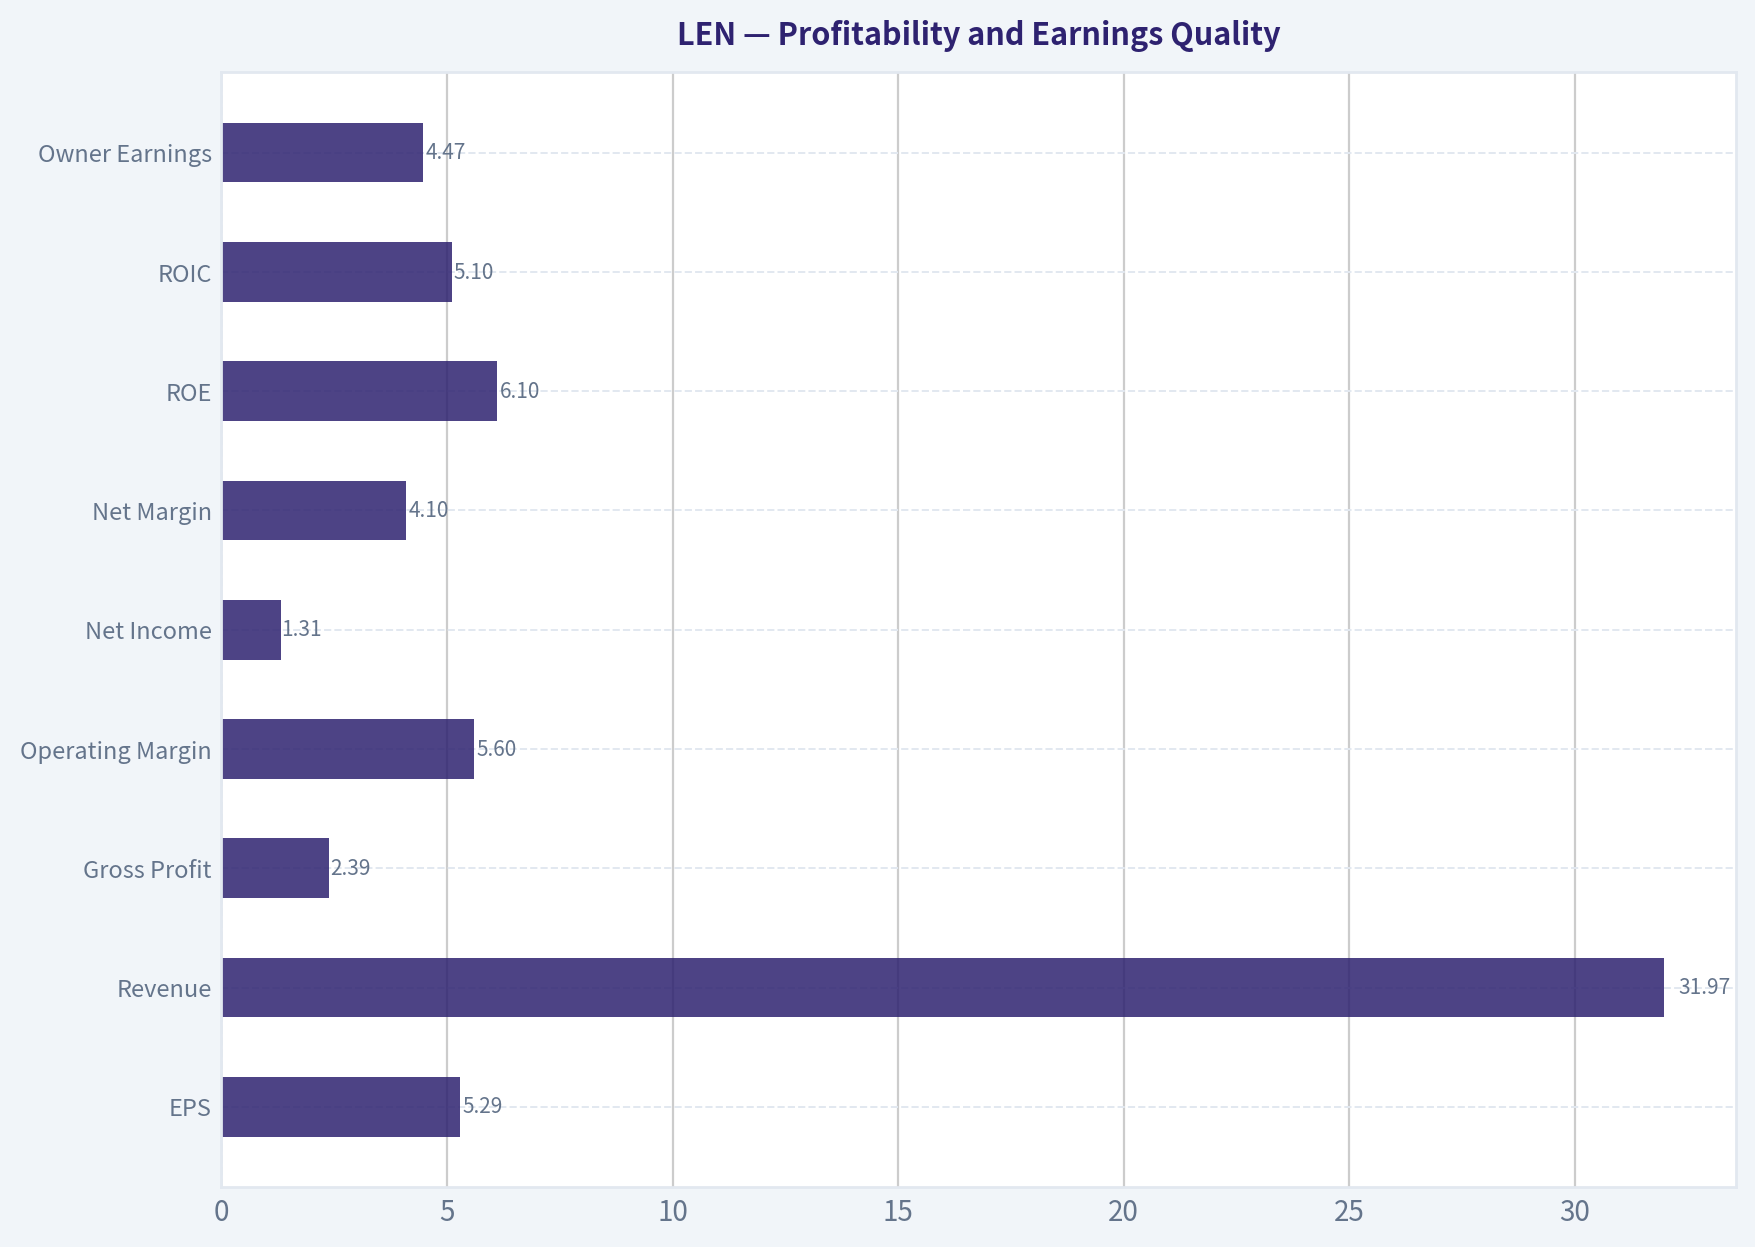 LEN — Profitability and Earnings Quality
Owner Earnings 4.47
ROIC 5.10
ROE 6.10
Net Margin 4.10
Net Income 1.31
Operating Margin 5.60
Gross Profit 2.39
Revenue 31.97
EPS 5.29
0 5 10 15 20 25 30